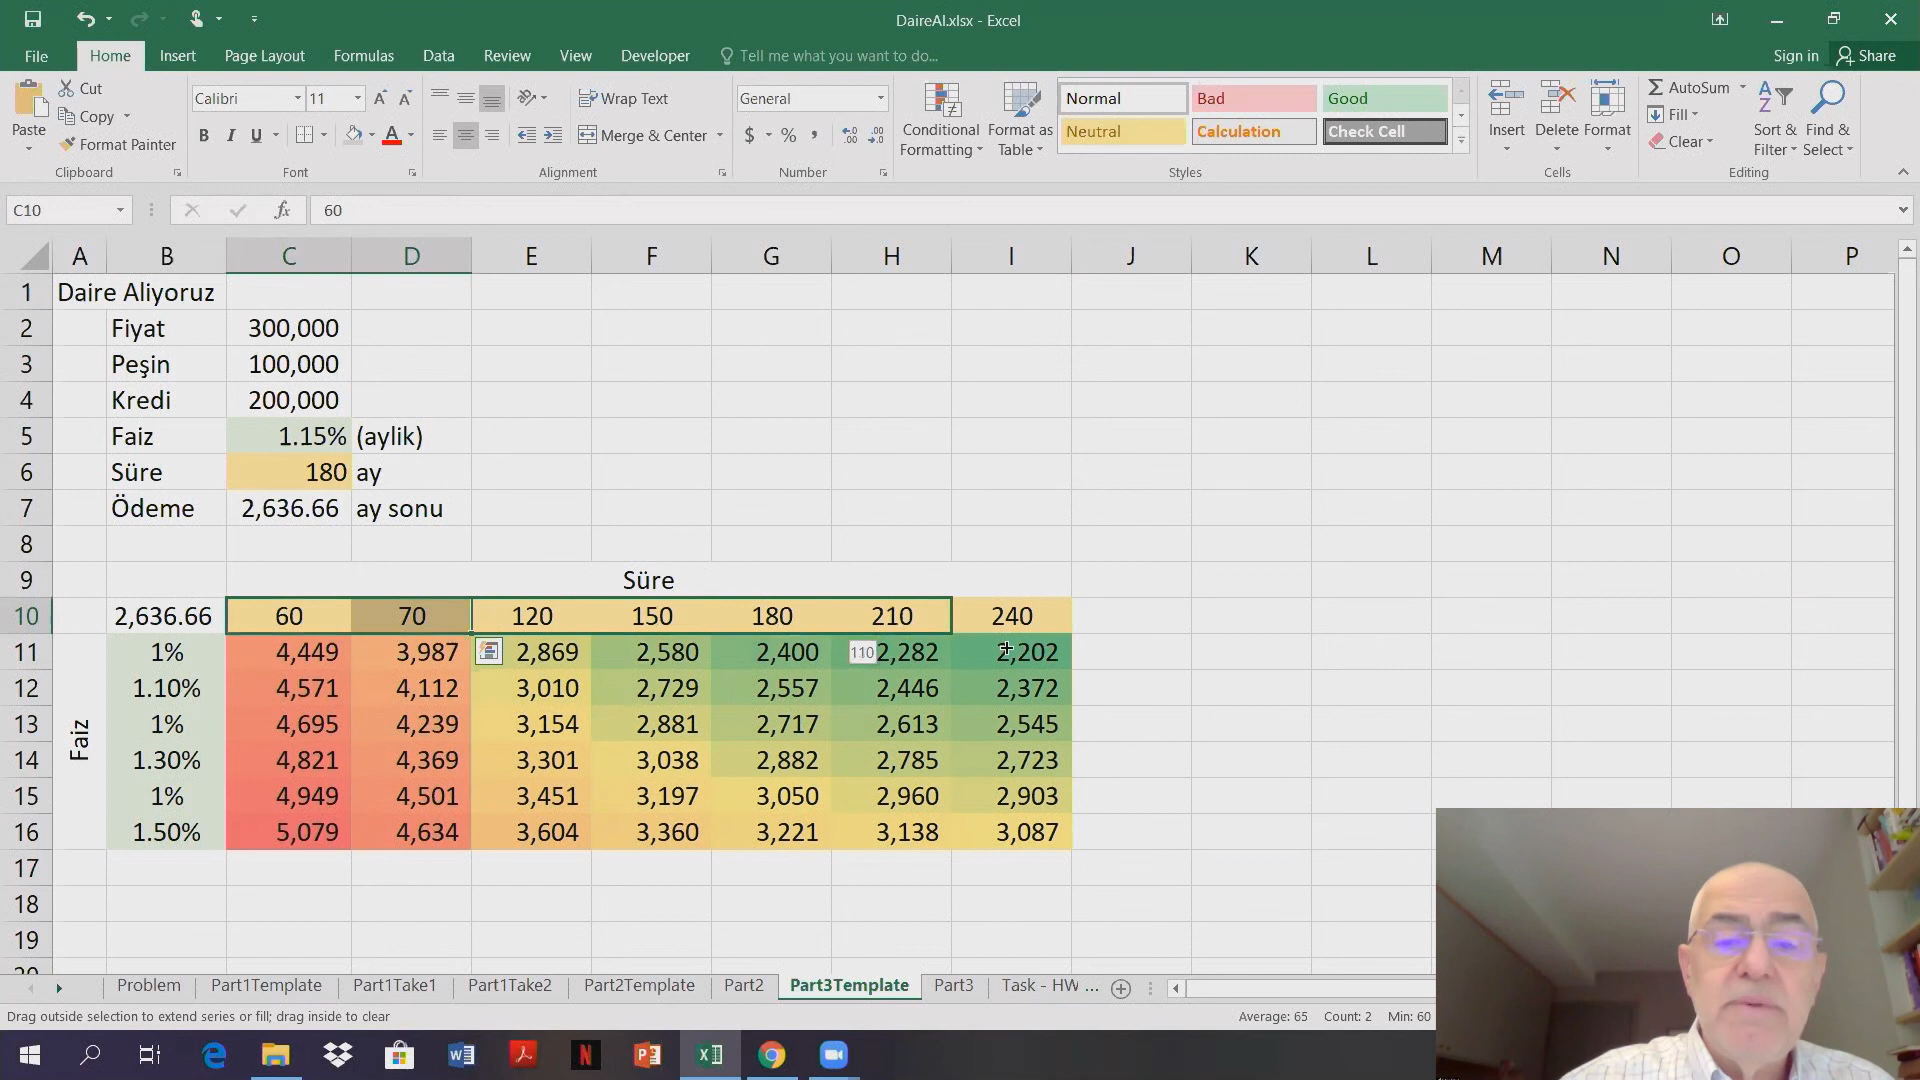 DaireAl.xlsx - Excel
File Home Insert Page Layout Formulas Data Review View Developer Tell me what you want to do... Sign in Share
Paste
Cut
Copy
Format Painter
Clipboard
Calibri 11
B I U
Font
Wrap Text
Merge & Center
Alignment
General
$ % ,
Number
Conditional Formatting
Format as Table
Normal Bad Good
Neutral Calculation Check Cell
Styles
Insert Delete Format
Cells
AutoSum
Fill
Clear
Sort & Filter
Find & Select
Editing
C10 fx 60
A B C D E F G H I J K L M N O P
1 Daire Aliyoruz
2 Fiyat 300,000
3 Peşin 100,000
4 Kredi 200,000
5 Faiz 1.15% (aylik)
6 Süre 180 ay
7 Ödeme 2,636.66 ay sonu
8
9 Süre
10 2,636.66 60 70 120 150 180 210 240
11 1% 4,449 3,987 2,869 2,580 2,400 110 2,282 2,202
12 1.10% 4,571 4,112 3,010 2,729 2,557 2,446 2,372
13 1% 4,695 4,239 3,154 2,881 2,717 2,613 2,545
Faiz
14 1.30% 4,821 4,369 3,301 3,038 2,882 2,785 2,723
15 1% 4,949 4,501 3,451 3,197 3,050 2,960 2,903
16 1.50% 5,079 4,634 3,604 3,360 3,221 3,138 3,087
17
18
19
20
Problem Part1Template Part1Take1 Part1Take2 Part2Template Part2 Part3Template Part3 Task - HW ...
Drag outside selection to extend series or fill; drag inside to clear Average: 65 Count: 2 Min: 60